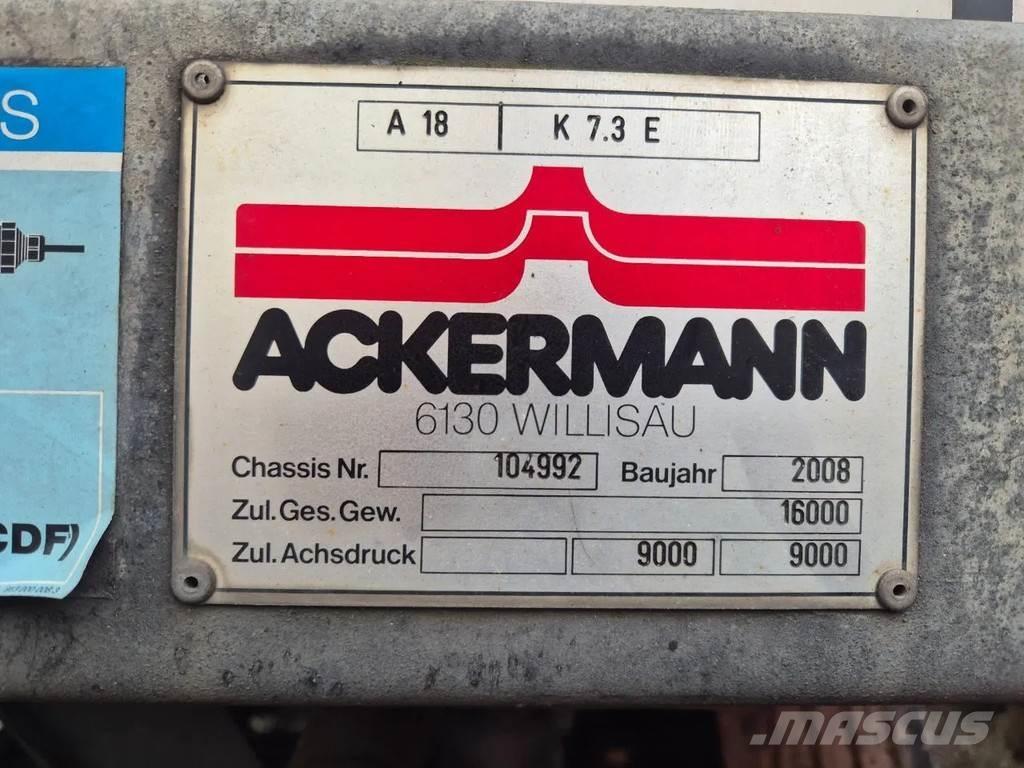 S
A 18 K 7.3 E
ACKERMANN
6130 WILLISAU
Chassis Nr. 104992 Baujahr 2008
Zul.Ges.Gew. 16000
Zul.Achsdruck 9000 9000
CDF)
MASCUS